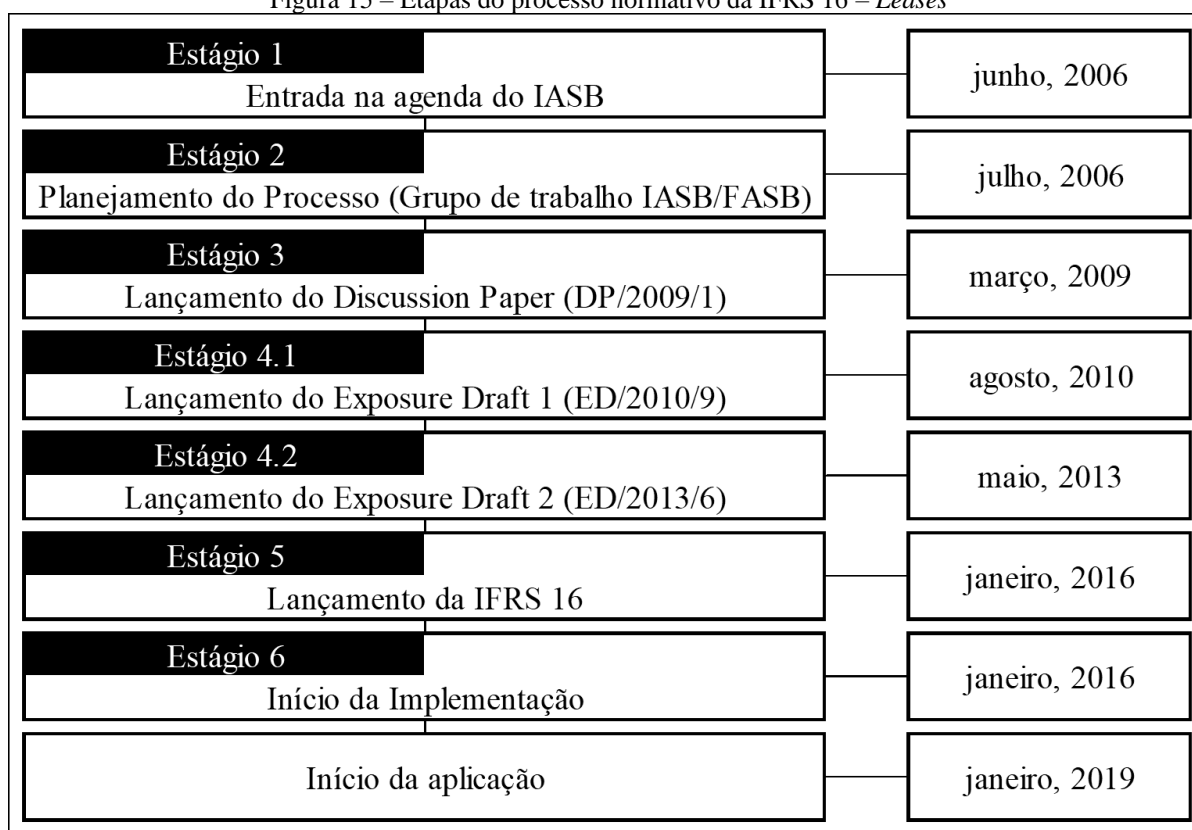 Figura 15 – Etapas do processo normativo da IFRS 16 – Leases
Estágio 1
Entrada na agenda do IASB
junho, 2006
Estágio 2
Planejamento do Processo (Grupo de trabalho IASB/FASB)
julho, 2006
Estágio 3
Lançamento do Discussion Paper (DP/2009/1)
março, 2009
Estágio 4.1
Lançamento do Exposure Draft 1 (ED/2010/9)
agosto, 2010
Estágio 4.2
Lançamento do Exposure Draft 2 (ED/2013/6)
maio, 2013
Estágio 5
Lançamento da IFRS 16
janeiro, 2016
Estágio 6
Início da Implementação
janeiro, 2016
Início da aplicação
janeiro, 2019